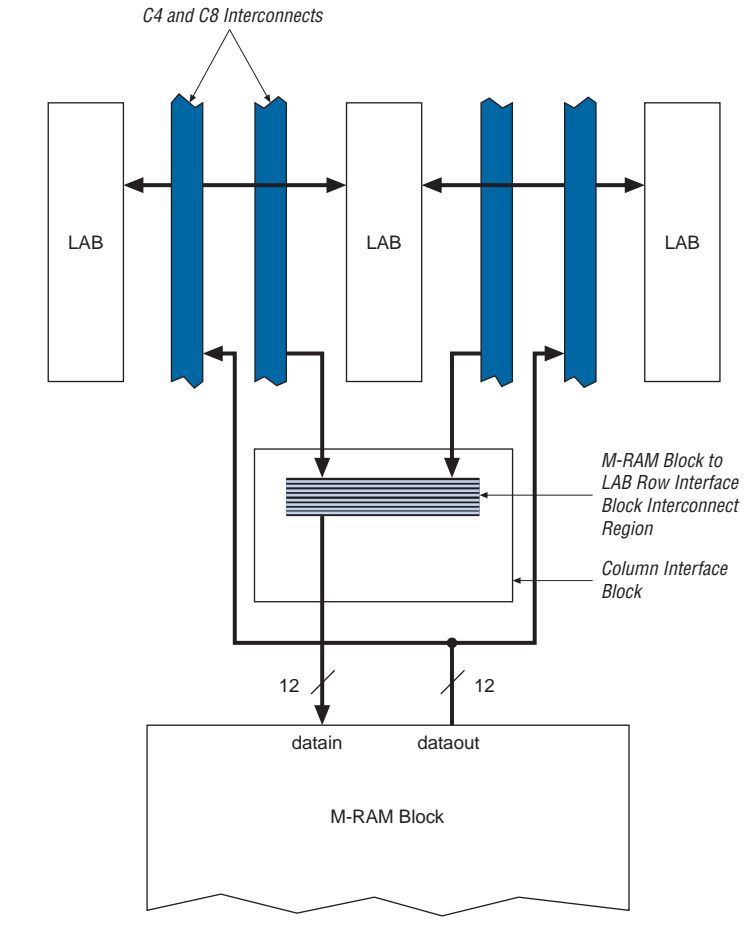 C4 and C8 Interconnects
LAB
LAB
LAB
M-RAM Block to
LAB Row Interface
Block Interconnect
Region
Column Interface
Block
12
12
datain
dataout
M-RAM Block